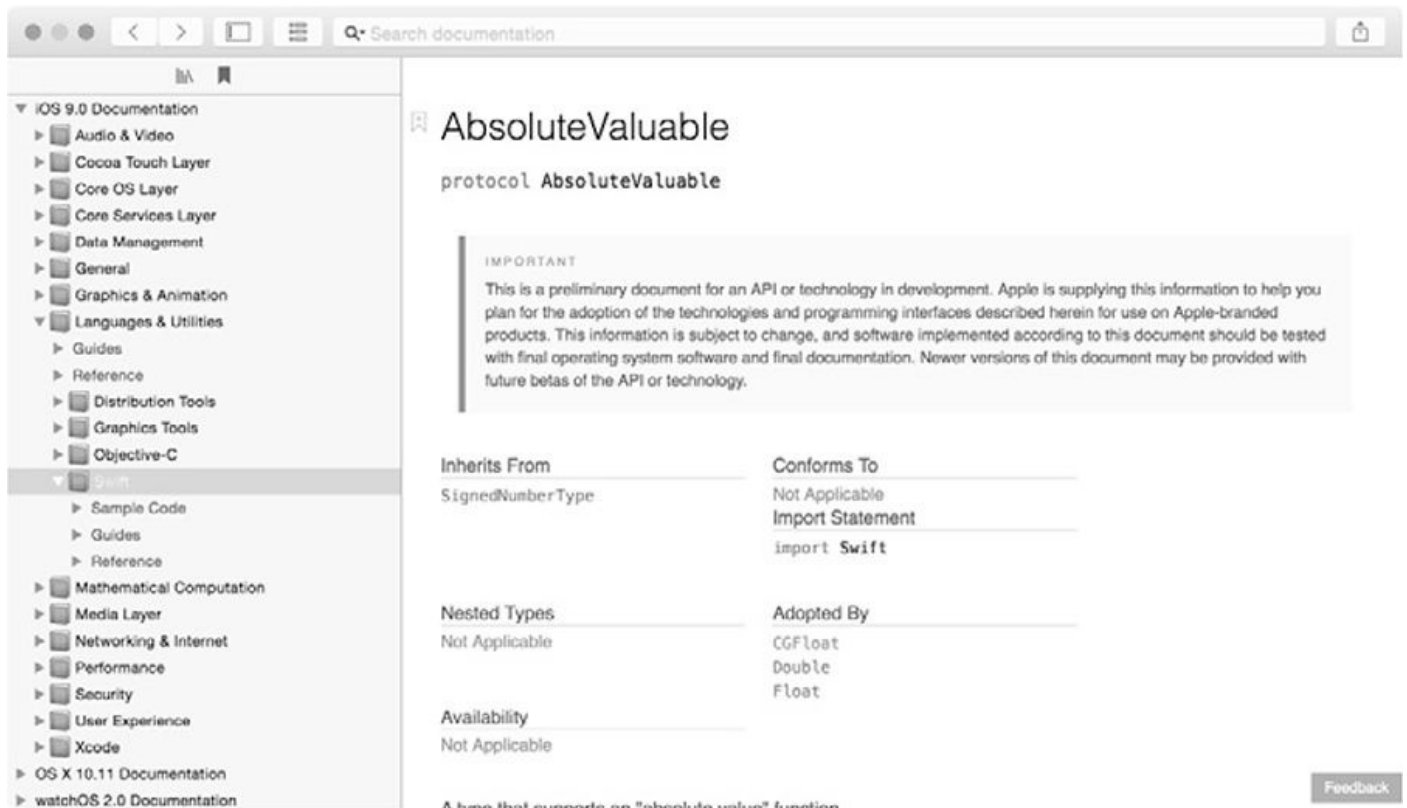 Search documentation
iOS 9.0 Documentation
Audio & Video
Cocoa Touch Layer
Core OS Layer
Core Services Layer
Data Management
General
Graphics & Animation
Languages & Utilities
Guides
Reference
Distribution Tools
Graphics Tools
Objective-C
Swift
Sample Code
Guides
Reference
Mathematical Computation
Media Layer
Networking & Internet
Performance
Security
User Experience
Xcode
OS X 10.11 Documentation
watchOS 2.0 Documentation
AbsoluteValuable
protocol AbsoluteValuable
IMPORTANT
This is a preliminary document for an API or technology in development. Apple is supplying this information to help you
plan for the adoption of the technologies and programming interfaces described herein for use on Apple-branded
products. This information is subject to change, and software implemented according to this document should be tested
with final operating system software and final documentation. Newer versions of this document may be provided with
future betas of the API or technology.
Inherits From
SignedNumberType
Conforms To
Not Applicable
Import Statement
import Swift
Nested Types
Not Applicable
Adopted By
CGFloat
Double
Float
Availability
Not Applicable
A type that supports an "absolute value" function.
Feedback